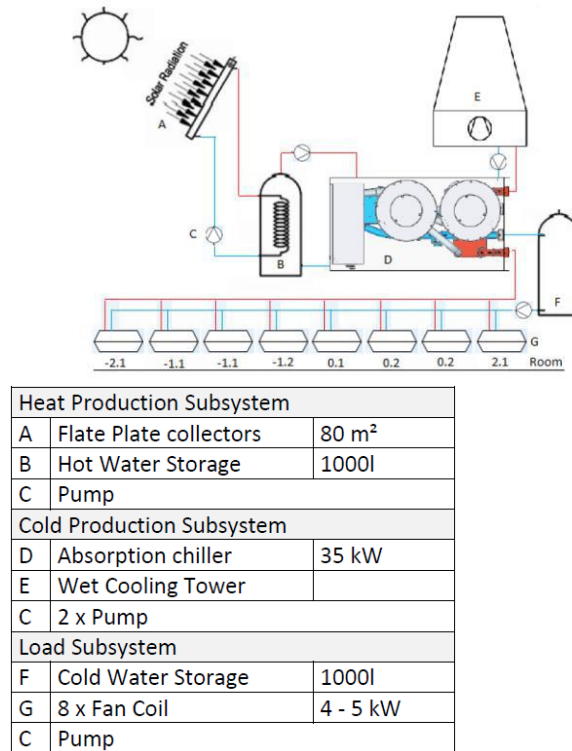 Solar Radiation
A
E
C
B
D
F
G
-2.1 -1.1 -1.1 -1.2 0.1 0.2 0.2 2.1 Room
Heat Production Subsystem
A Flate Plate collectors 80 m²
B Hot Water Storage 1000l
C Pump
Cold Production Subsystem
D Absorption chiller 35 kW
E Wet Cooling Tower
C 2 x Pump
Load Subsystem
F Cold Water Storage 1000l
G 8 x Fan Coil 4 - 5 kW
C Pump